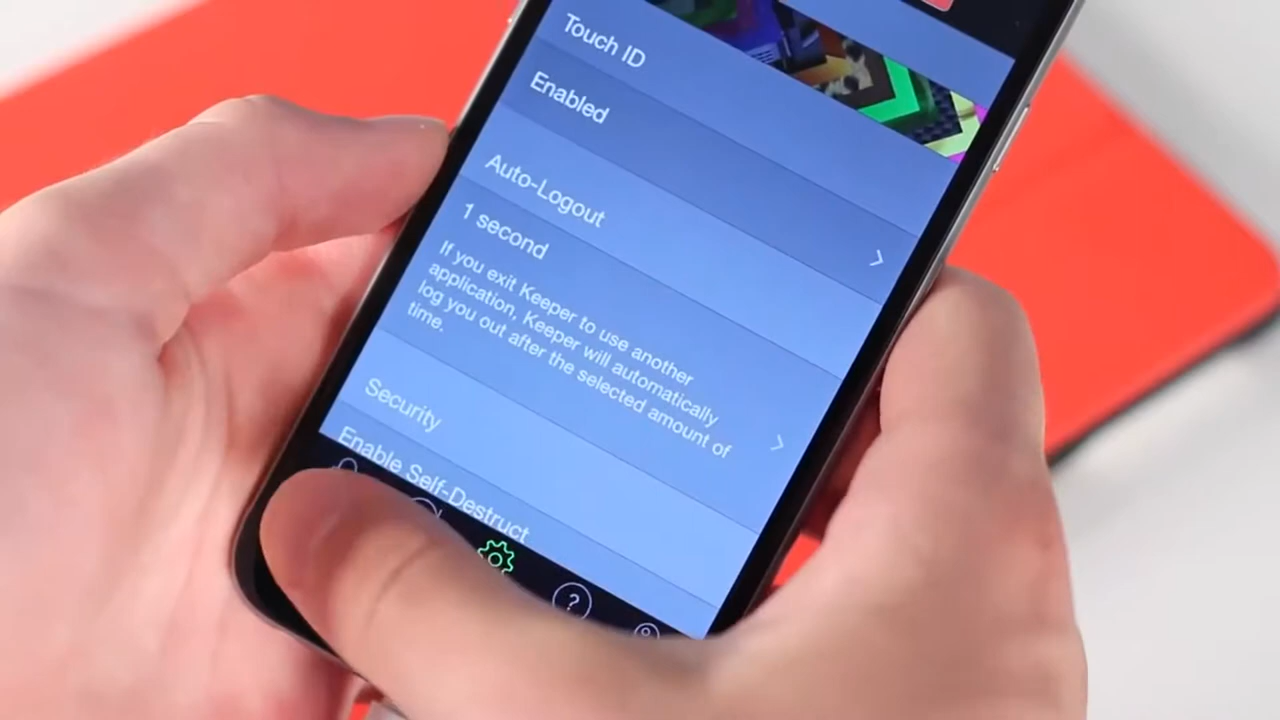 Touch ID
Enabled
Auto-Logout
1 second
If you exit Keeper to use another
application, Keeper will automatically
log you out after the selected amount of
time.
Security
Enable Self-Destruct
?